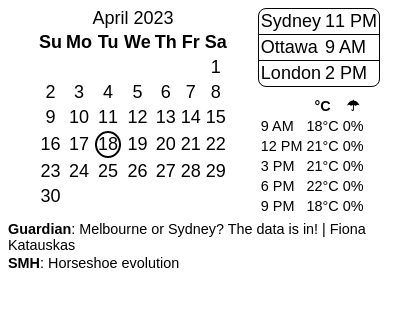 April 2023
Su Mo Tu We Th Fr Sa
1
2 3 4 5 6 7 8
9 10 11 12 13 14 15
16 17 18 19 20 21 22
23 24 25 26 27 28 29
30
Sydney 11 PM
Ottawa 9 AM
London 2 PM
°C ☂
9 AM 18°C 0%
12 PM 21°C 0%
3 PM 21°C 0%
6 PM 22°C 0%
9 PM 18°C 0%
Guardian: Melbourne or Sydney? The data is in! | Fiona
Katauskas
SMH: Horseshoe evolution